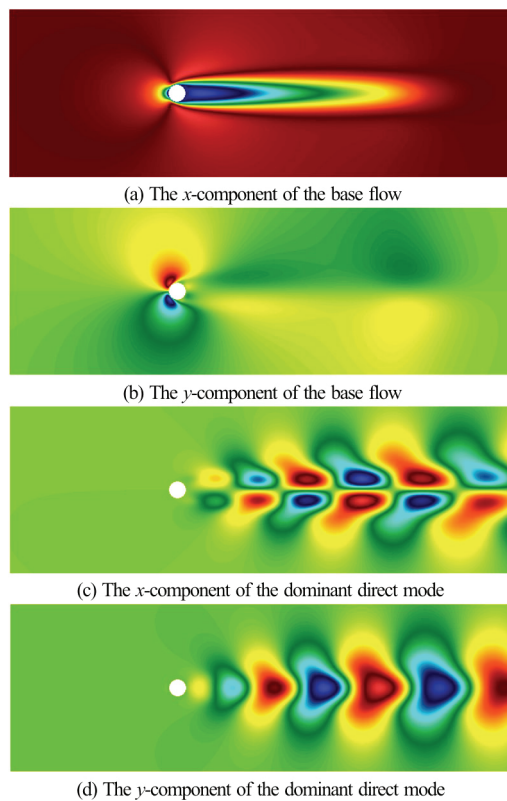 (a) The x-component of the base flow
(b) The y-component of the base flow
(c) The x-component of the dominant direct mode
(d) The y-component of the dominant direct mode